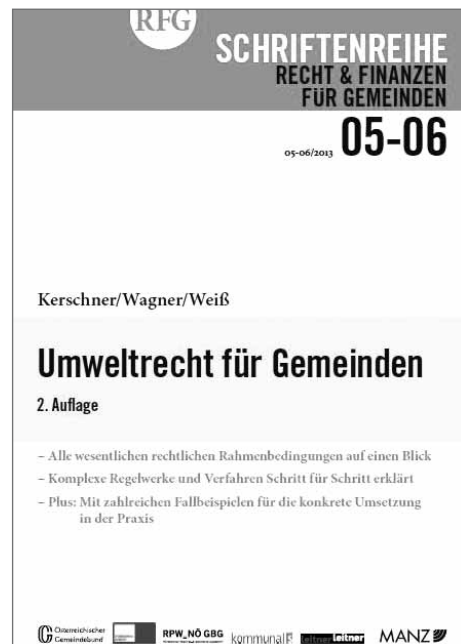 RFG
SCHRIFTENREIHE
RECHT & FINANZEN
FÜR GEMEINDEN
05-06/2013 05-06
Kerschner/Wagner/Weiß
Umweltrecht für Gemeinden
2. Auflage
– Alle wesentlichen rechtlichen Rahmenbedingungen auf einen Blick
– Komplexe Regelwerke und Verfahren Schritt für Schritt erklärt
– Plus: Mit zahlreichen Fallbeispielen für die konkrete Umsetzung
in der Praxis
Österreichischer
Gemeindebund
RPW_NÖ GBG
leitner leitner
MANZ